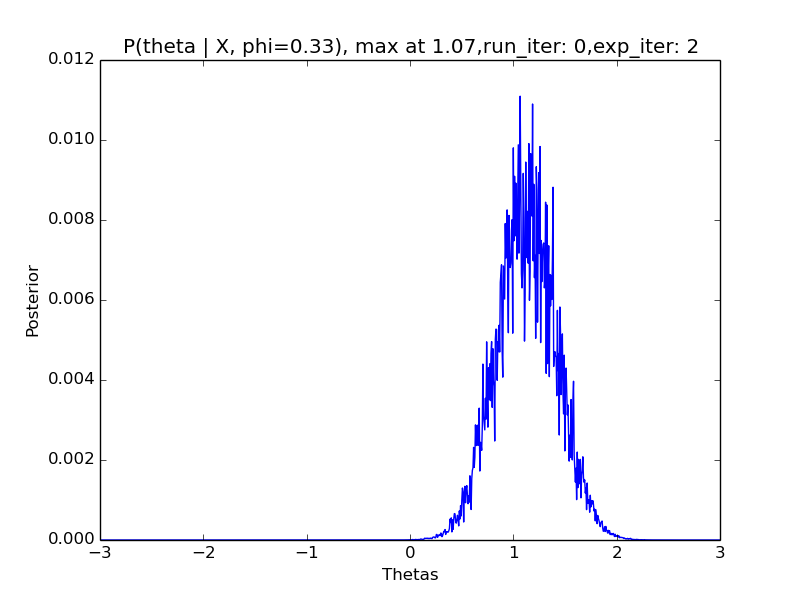 P(theta | X, phi=0.33), max at 1.07,run_iter: 0,exp_iter: 2
0.012
0.010
0.008
0.006
0.004
0.002
0.000
Posterior
−3 −2 −1 0 1 2 3
Thetas